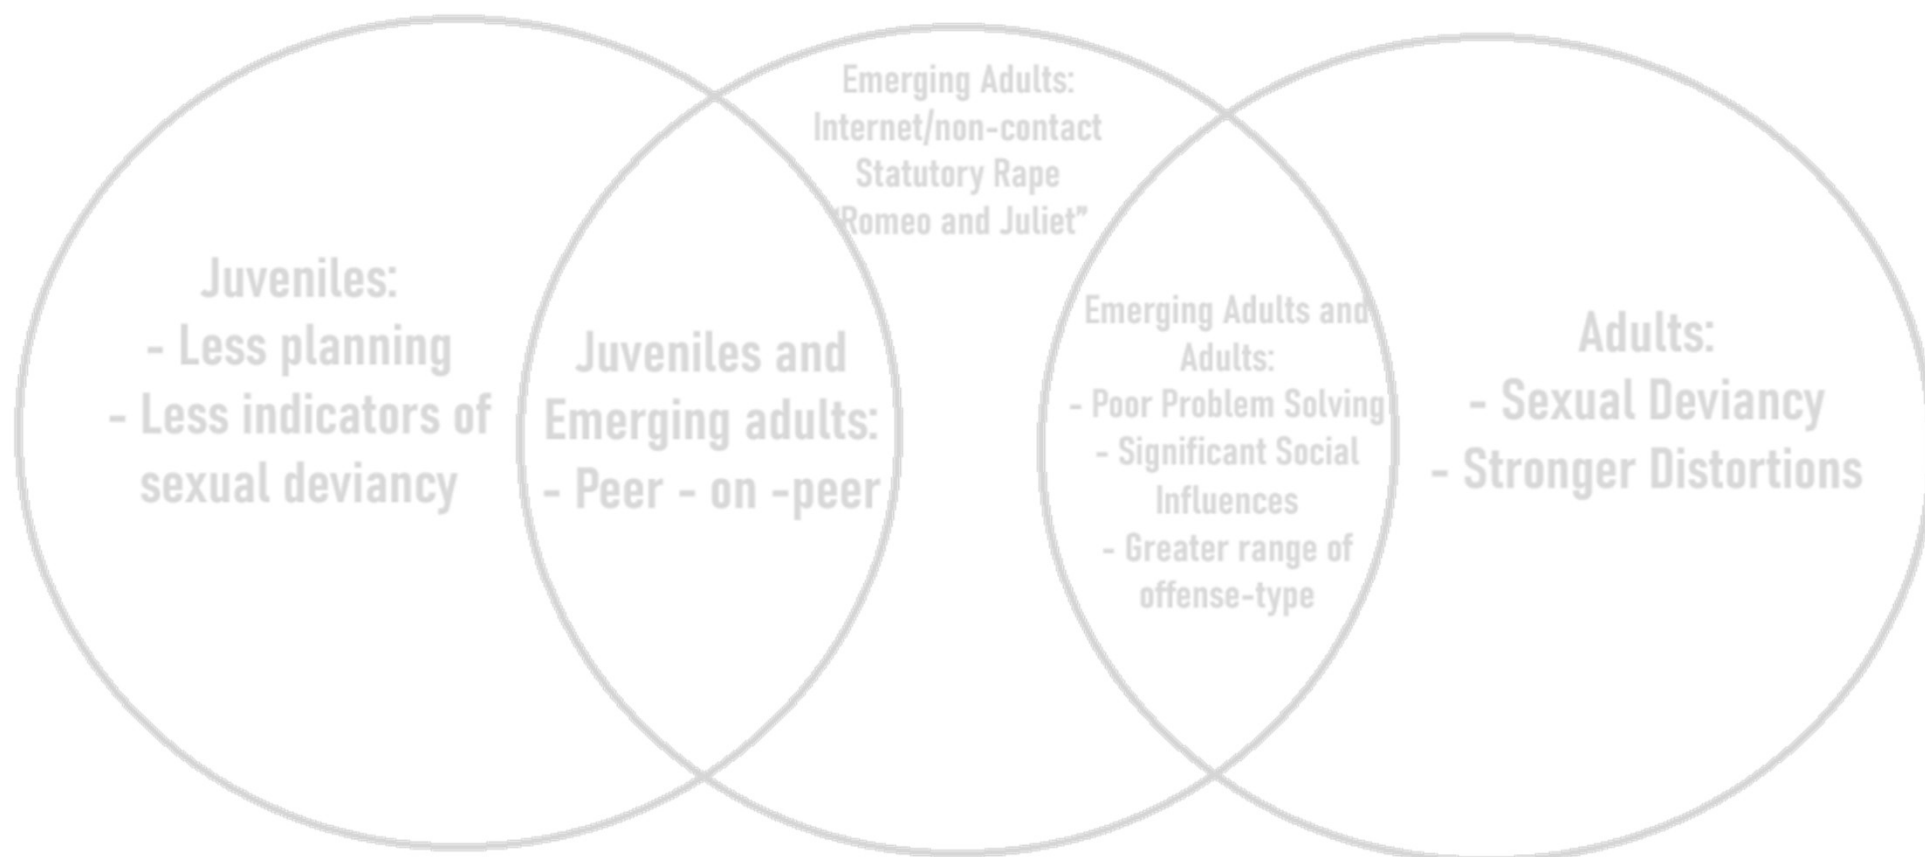 Juveniles:
- Less planning
- Less indicators of
sexual deviancy
Juveniles and
Emerging adults:
- Peer - on -peer
Emerging Adults:
Internet/non-contact
Statutory Rape
"Romeo and Juliet”
Emerging Adults and
Adults:
- Poor Problem Solving
- Significant Social
Influences
- Greater range of
offense-type
Adults:
- Sexual Deviancy
- Stronger Distortions